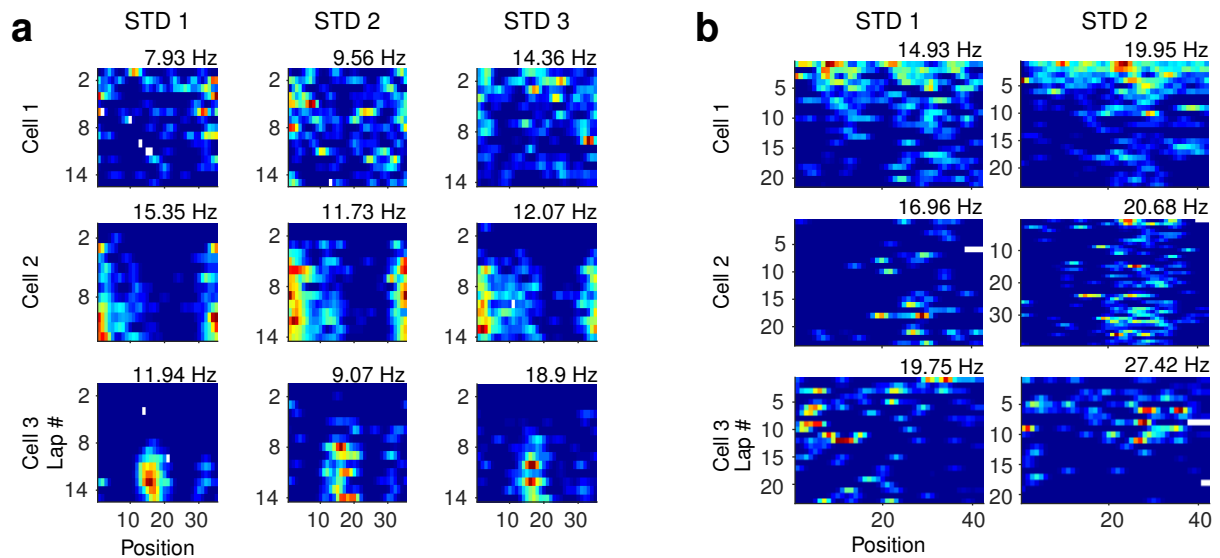 a STD 1 STD 2 STD 3
7.93 Hz 9.56 Hz 14.36 Hz
Cell 1
2 8 14
2 8 14
2 8 14
15.35 Hz 11.73 Hz 12.07 Hz
Cell 2
2 8
2 8 14
2 8 14
11.94 Hz 9.07 Hz 18.9 Hz
Cell 3
Lap #
2 8 14
2 8 14
2 8 14
10 20 30 10 20 30 10 20 30
Position
b STD 1 STD 2
14.93 Hz 19.95 Hz
Cell 1
5 10 15 20
5 10 15 20
20 40
16.96 Hz 20.68 Hz
Cell 2
5 10 15 20
10 20 30
19.75 Hz 27.42 Hz
Cell 3
Lap #
5 10 15 20
5 10 15 20
20 40 20 40
Position